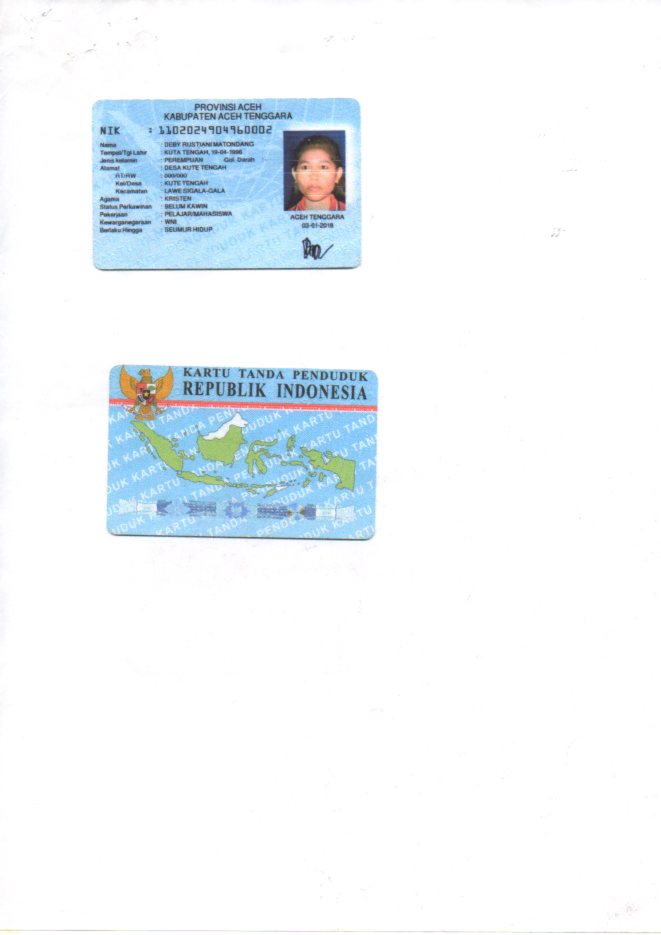 PROVINSI ACEH
KABUPATEN ACEH TENGGARA
NIK : 1102024904960002
Nama : DEBY RUSTIANI MATONDANG
Tempat/Tgl Lahir : KUTA TENGAH, 19-04-1996
Jenis kelamin : PEREMPUAN Gol. Darah :
Alamat : DESA KUTE TENGAH
RT/RW : 000/000
Kel/Desa : KUTE TENGAH
Kecamatan : LAWE SIGALA-GALA
Agama : KRISTEN
Status Perkawinan : BELUM KAWIN
Pekerjaan : PELAJAR/MAHASISWA
Kewarganegaraan : WNI
Berlaku Hingga : SEUMUR HIDUP
ACEH TENGGARA
03-01-2018
KARTU TANDA PENDUDUK
REPUBLIK INDONESIA